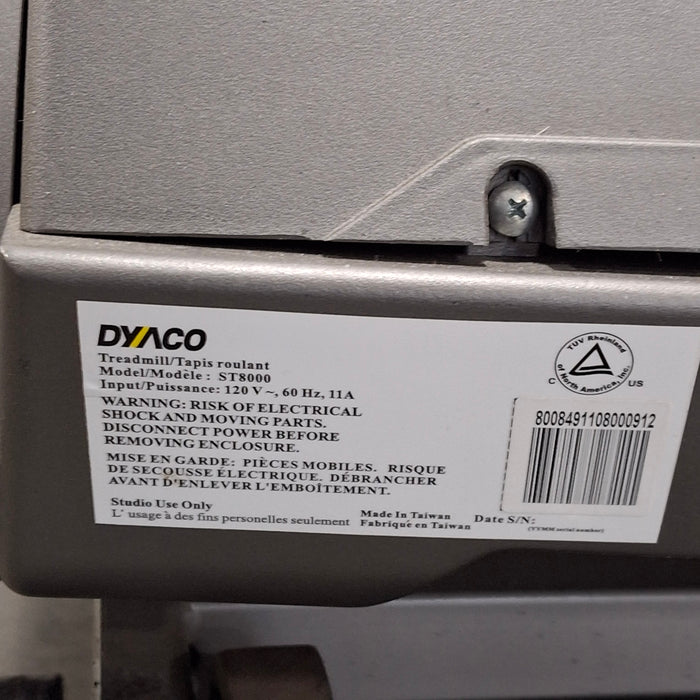 DYACO
Treadmill/Tapis roulant
Model/Modèle : ST8000
Input/Puissance: 120 V ~, 60 Hz, 11A
WARNING: RISK OF ELECTRICAL
SHOCK AND MOVING PARTS.
DISCONNECT POWER BEFORE
REMOVING ENCLOSURE.
MISE EN GARDE: PIÈCES MOBILES. RISQUE
DE SECOUSSE ÉLECTRIQUE. DÉBRANCHER
AVANT D'ENLEVER L'EMBOÎTEMENT.
Studio Use Only
L' usage à des fins personelles seulement
Made In Taiwan
Fabriqué en Taiwan
TUV Rheinland
of North America, Inc.
C US
8008491108000912
Date S/N:
(YYMM serial number)